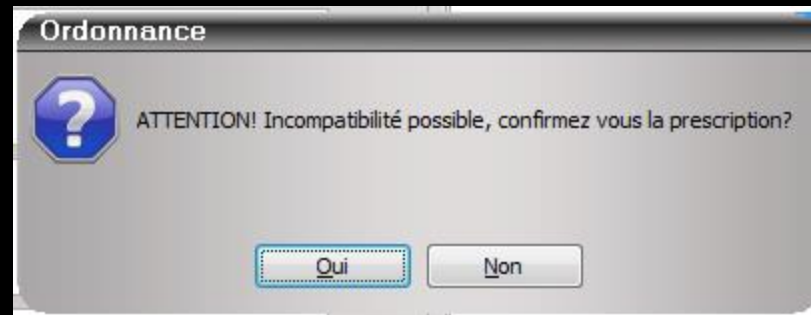 Ordonnance
ATTENTION! Incompatibilité possible, confirmez vous la prescription?
Oui
Non